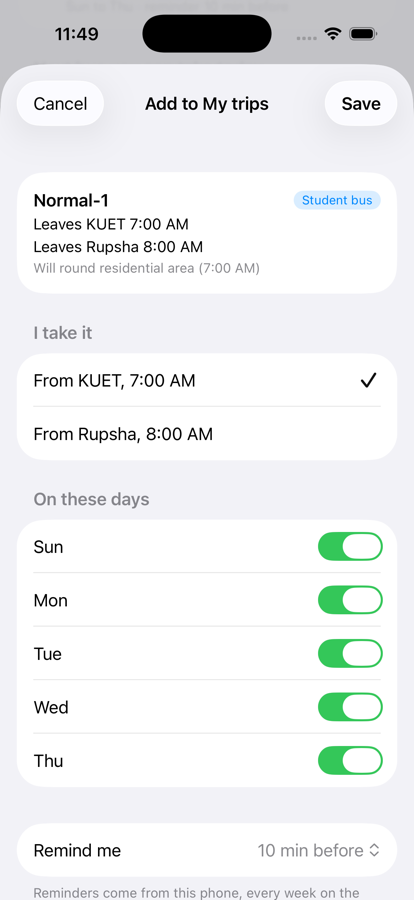 11:49
Cancel
Add to My trips
Save
Normal-1
Student bus
Leaves KUET 7:00 AM
Leaves Rupsha 8:00 AM
Will round residential area (7:00 AM)
I take it
From KUET, 7:00 AM
From Rupsha, 8:00 AM
On these days
Sun
Mon
Tue
Wed
Thu
Remind me
10 min before
Reminders come from this phone, every week on the